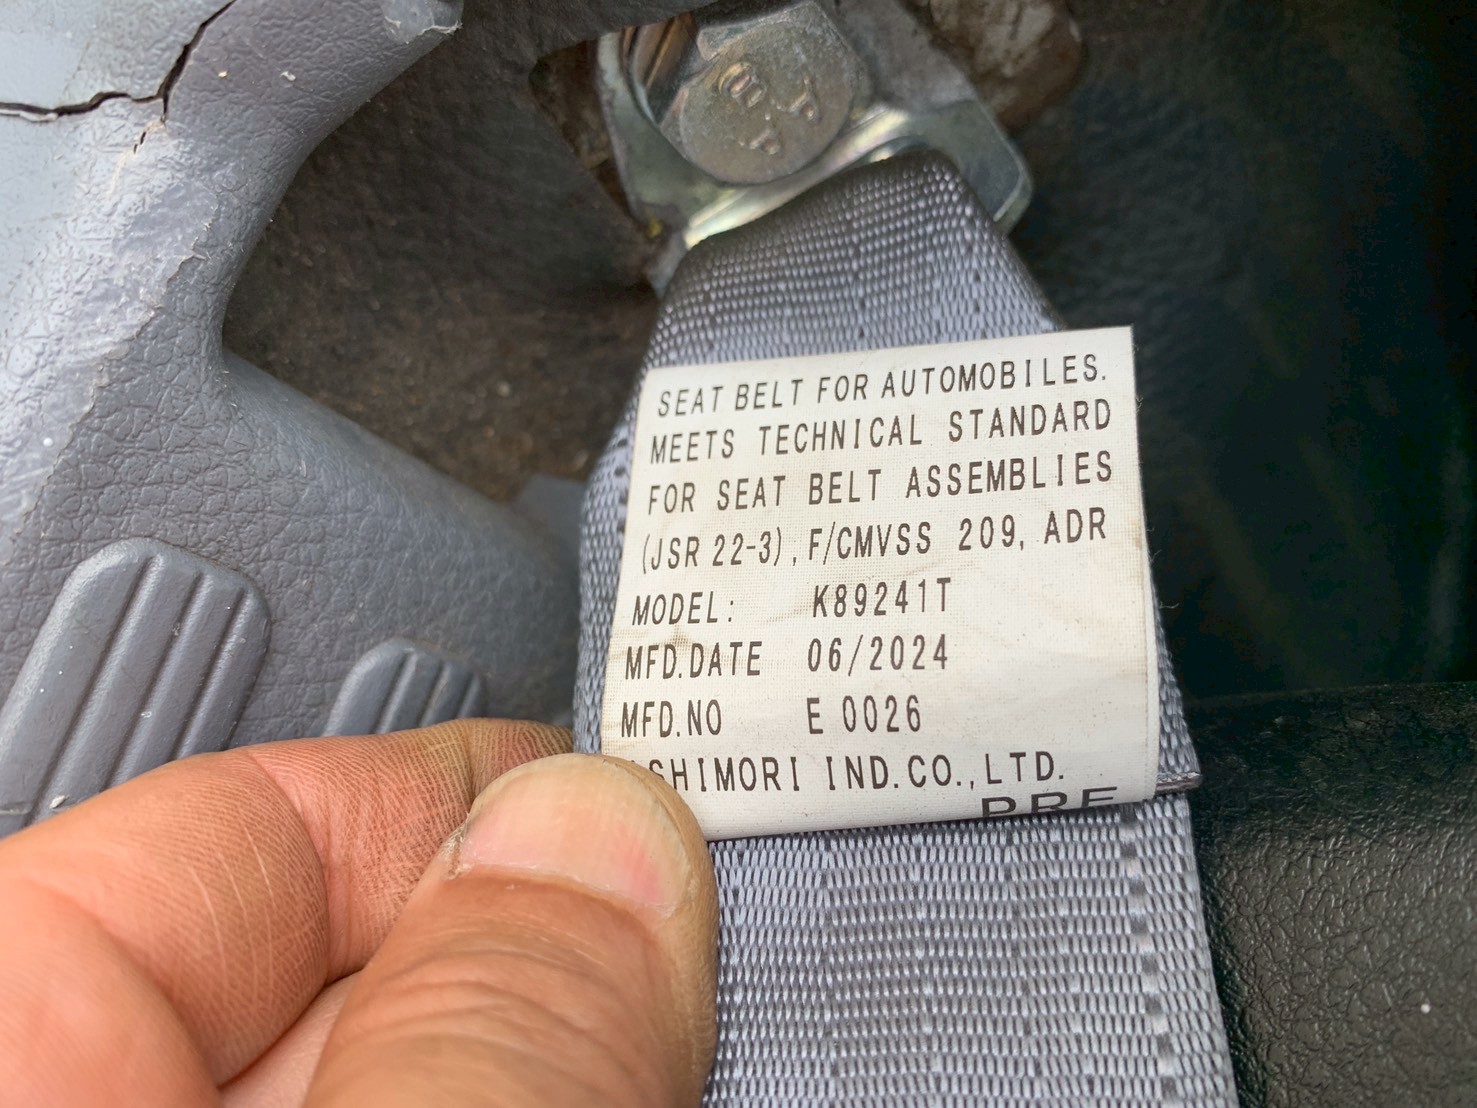 SEAT BELT FOR AUTOMOBILES.
MEETS TECHNICAL STANDARD
FOR SEAT BELT ASSEMBLIES
(JSR 22-3), F/CMVSS 209, ADR
MODEL: K89241T
MFD.DATE 06/2024
MFD.NO E 0026
SHIMORI IND.CO.,LTD.
PRE